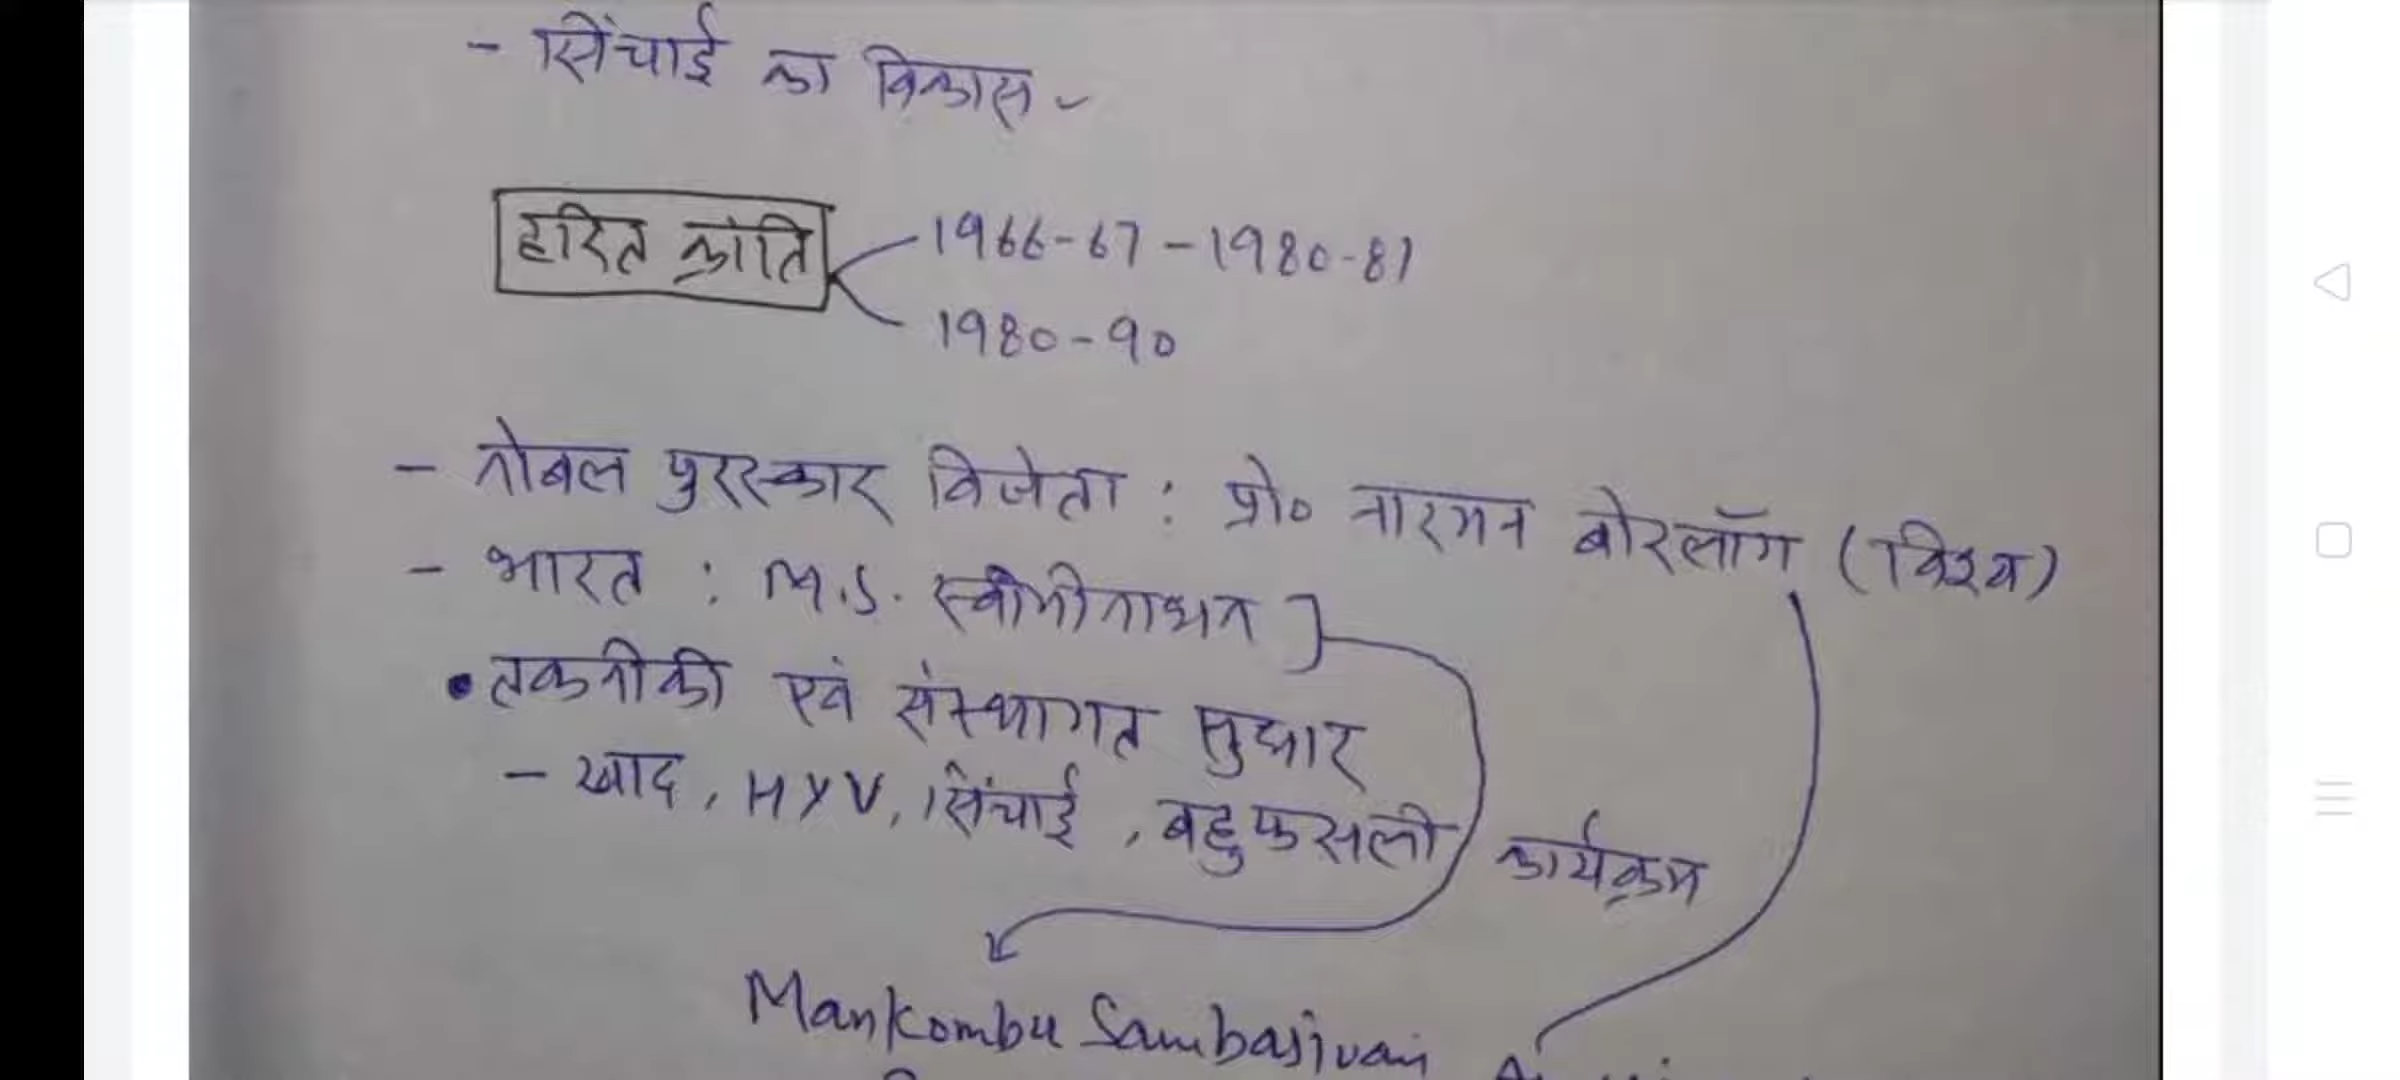 - सिंचाई का विकास -
हरित क्रांति
1966-67 - 1980-81
1980-90
- नोबल पुरस्कार विजेता : प्रो० नारमन बोरलॉग (विश्व)
- भारत : M.S. स्वामीनाथन ]
• तकनीकी एवं संस्थागत सुधार
- खाद, HYV, सिंचाई, बहुफसली कार्यक्रम
Mankombu Sambasivan